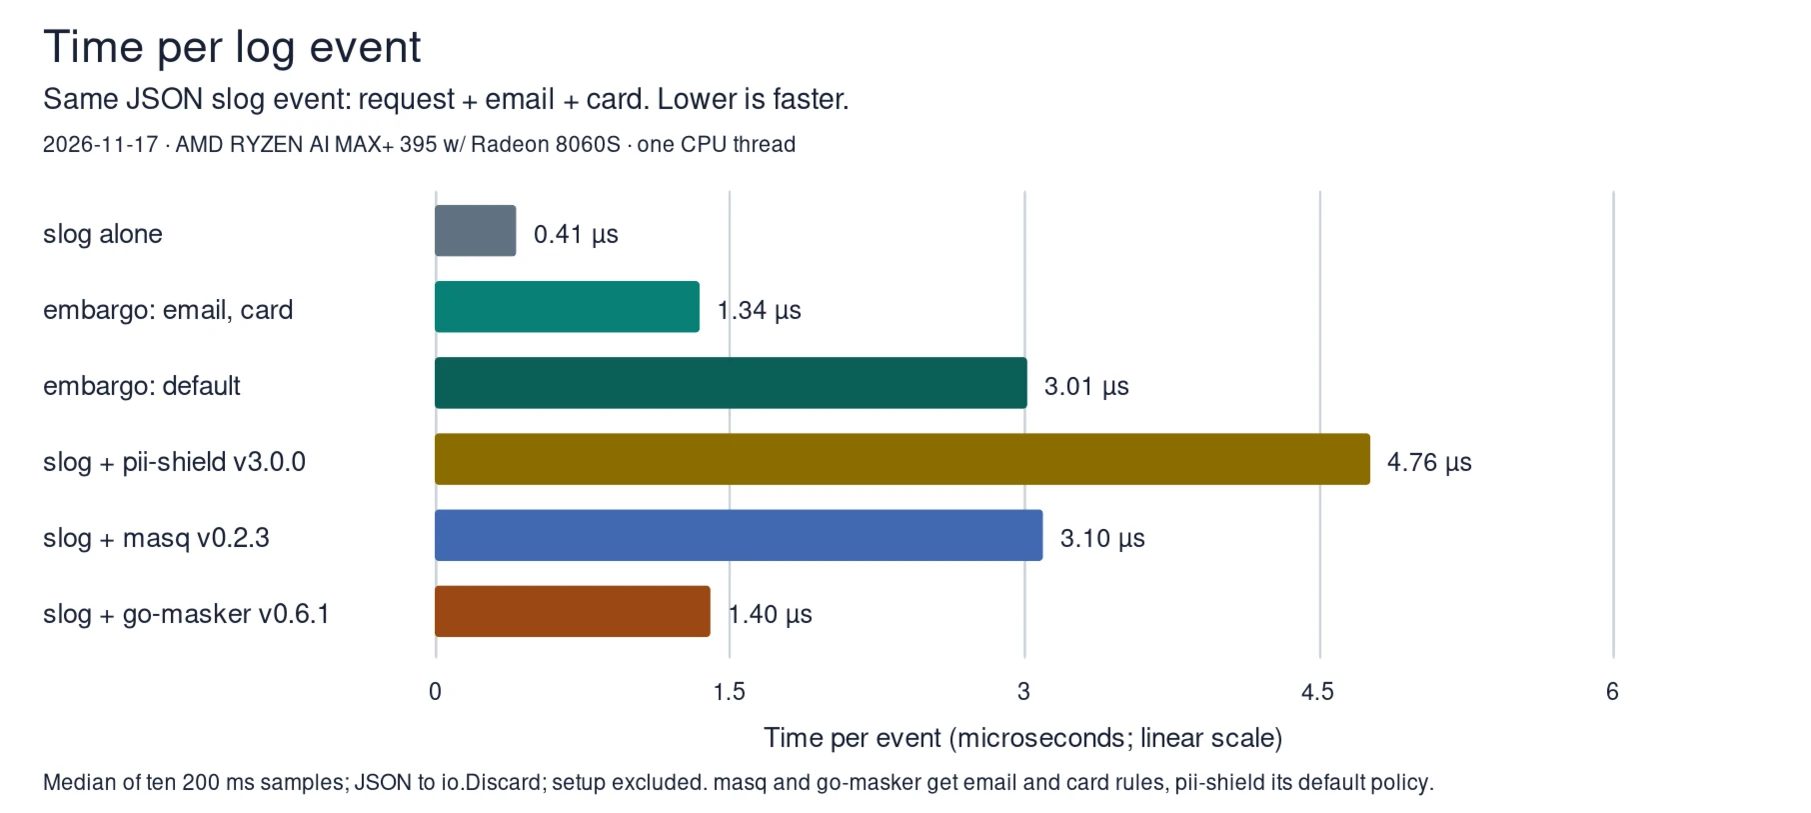 Time per log event
Same JSON slog event: request + email + card. Lower is faster.
2026-11-17 · AMD RYZEN AI MAX+ 395 w/ Radeon 8060S · one CPU thread
slog alone
0.41 µs
embargo: email, card
1.34 µs
embargo: default
3.01 µs
slog + pii-shield v3.0.0
4.76 µs
slog + masq v0.2.3
3.10 µs
slog + go-masker v0.6.1
1.40 µs
0 1.5 3 4.5 6
Time per event (microseconds; linear scale)
Median of ten 200 ms samples; JSON to io.Discard; setup excluded. masq and go-masker get email and card rules, pii-shield its default policy.